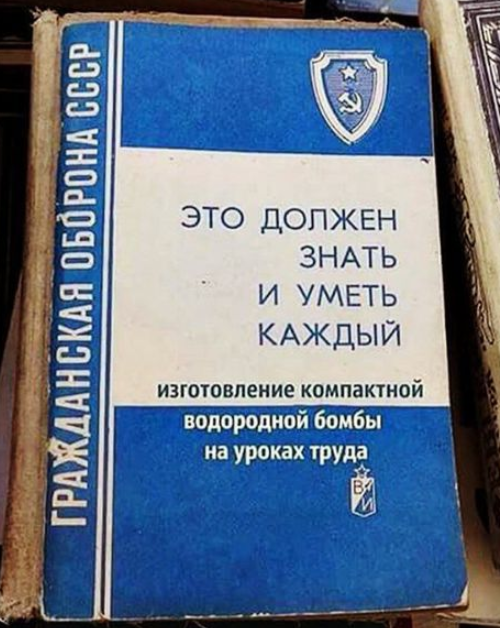 ГРАЖДАНСКАЯ ОБОРОНА СССР
ЭТО ДОЛЖЕН
ЗНАТЬ
И УМЕТЬ
КАЖДЫЙ
изготовление компактной
водородной бомбы
на уроках труда
В
И